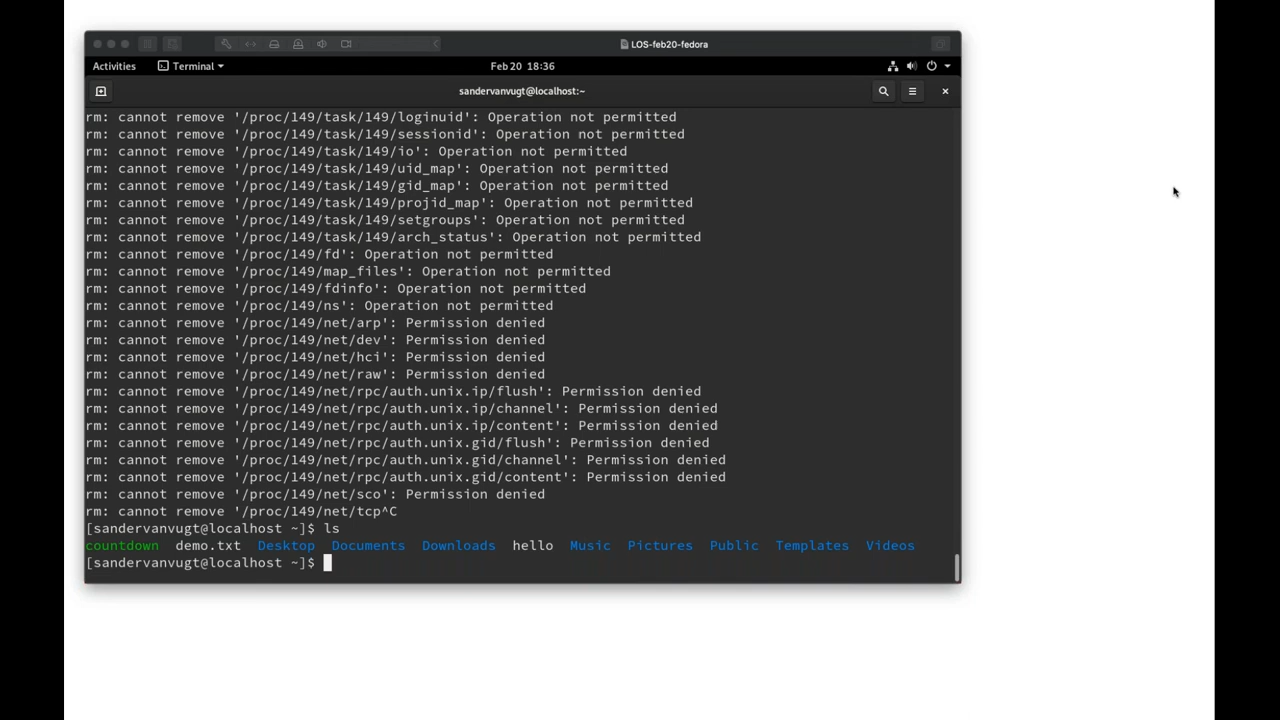 LOS-feb20-fedora
Activities Terminal Feb 20 18:36
sandervanvugt@localhost:~
rm: cannot remove '/proc/149/task/149/loginuid': Operation not permitted
rm: cannot remove '/proc/149/task/149/sessionid': Operation not permitted
rm: cannot remove '/proc/149/task/149/io': Operation not permitted
rm: cannot remove '/proc/149/task/149/uid_map': Operation not permitted
rm: cannot remove '/proc/149/task/149/gid_map': Operation not permitted
rm: cannot remove '/proc/149/task/149/projid_map': Operation not permitted
rm: cannot remove '/proc/149/task/149/setgroups': Operation not permitted
rm: cannot remove '/proc/149/task/149/arch_status': Operation not permitted
rm: cannot remove '/proc/149/fd': Operation not permitted
rm: cannot remove '/proc/149/map_files': Operation not permitted
rm: cannot remove '/proc/149/fdinfo': Operation not permitted
rm: cannot remove '/proc/149/ns': Operation not permitted
rm: cannot remove '/proc/149/net/arp': Permission denied
rm: cannot remove '/proc/149/net/dev': Permission denied
rm: cannot remove '/proc/149/net/hci': Permission denied
rm: cannot remove '/proc/149/net/raw': Permission denied
rm: cannot remove '/proc/149/net/rpc/auth.unix.ip/flush': Permission denied
rm: cannot remove '/proc/149/net/rpc/auth.unix.ip/channel': Permission denied
rm: cannot remove '/proc/149/net/rpc/auth.unix.ip/content': Permission denied
rm: cannot remove '/proc/149/net/rpc/auth.unix.gid/flush': Permission denied
rm: cannot remove '/proc/149/net/rpc/auth.unix.gid/channel': Permission denied
rm: cannot remove '/proc/149/net/rpc/auth.unix.gid/content': Permission denied
rm: cannot remove '/proc/149/net/sco': Permission denied
rm: cannot remove '/proc/149/net/tcp^C
[sandervanvugt@localhost ~]$ ls
countdown demo.txt Desktop Documents Downloads hello Music Pictures Public Templates Videos
[sandervanvugt@localhost ~]$